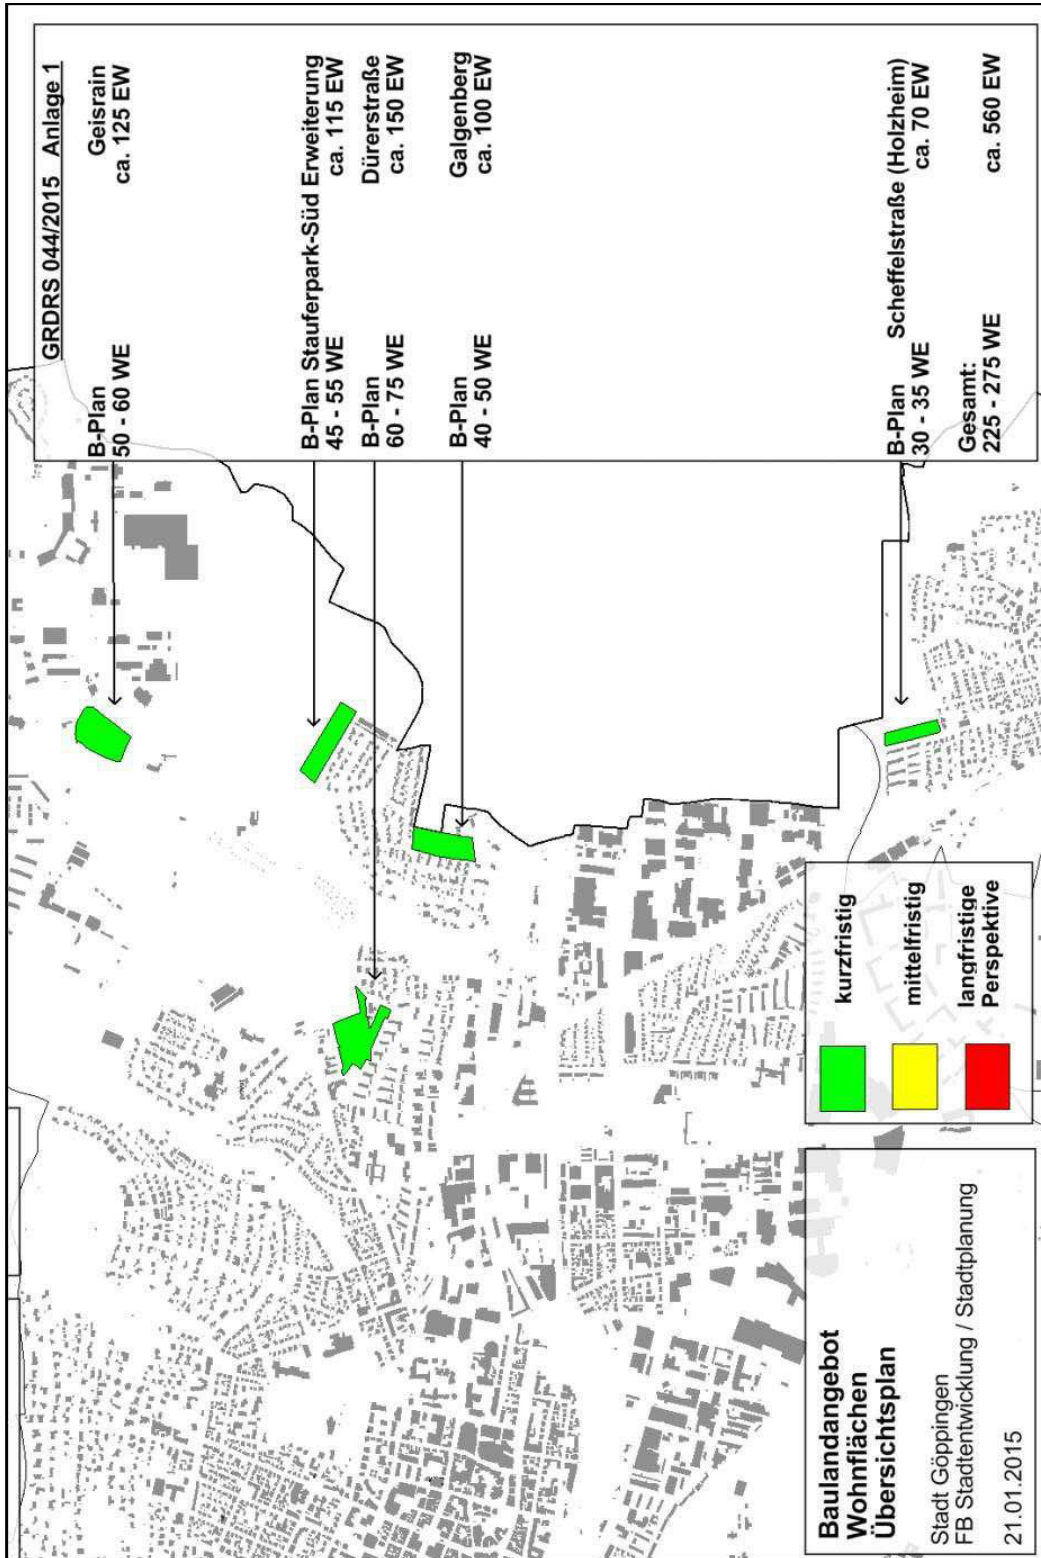 GRDRS 044/2015 Anlage 1
B-Plan Geisrain
50 - 60 WE ca. 125 EW
B-Plan Stauferpark-Süd Erweiterung
45 - 55 WE ca. 115 EW
B-Plan Dürerstraße
60 - 75 WE ca. 150 EW
B-Plan Galgenberg
40 - 50 WE ca. 100 EW
B-Plan Scheffelstraße (Holzheim)
30 - 35 WE ca. 70 EW
Gesamt:
225 - 275 WE ca. 560 EW
kurzfristig
mittelfristig
langfristige
Perspektive
Baulandangebot
Wohnflächen
Übersichtsplan
Stadt Göppingen
FB Stadtentwicklung / Stadtplanung
21.01.2015